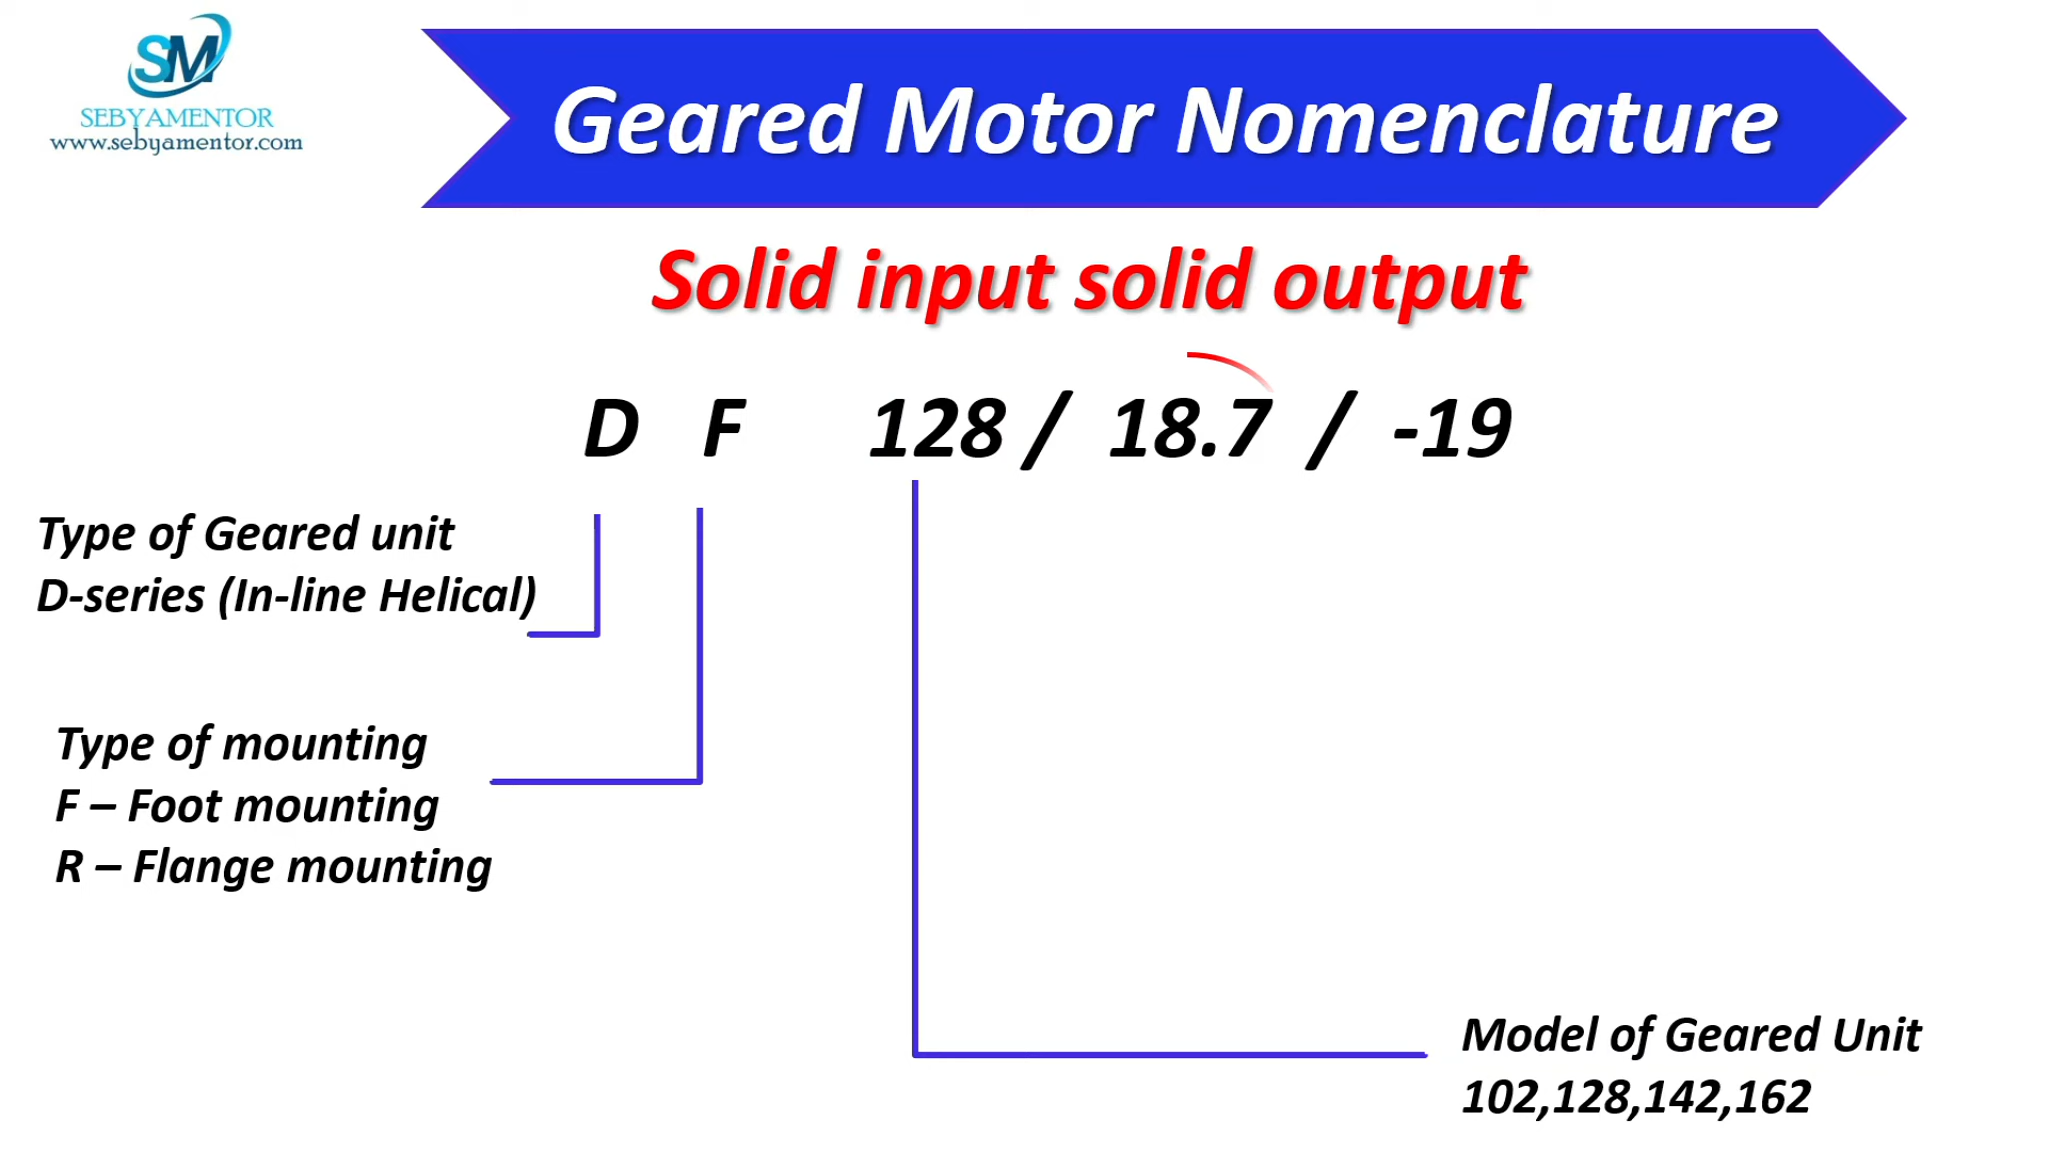 SM
SEBYAMENTOR
www.sebyamentor.com
Geared Motor Nomenclature
Solid input solid output
D F 128 / 18.7 / -19
Type of Geared unit
D-series (In-line Helical)
Type of mounting
F – Foot mounting
R – Flange mounting
Model of Geared Unit
102,128,142,162